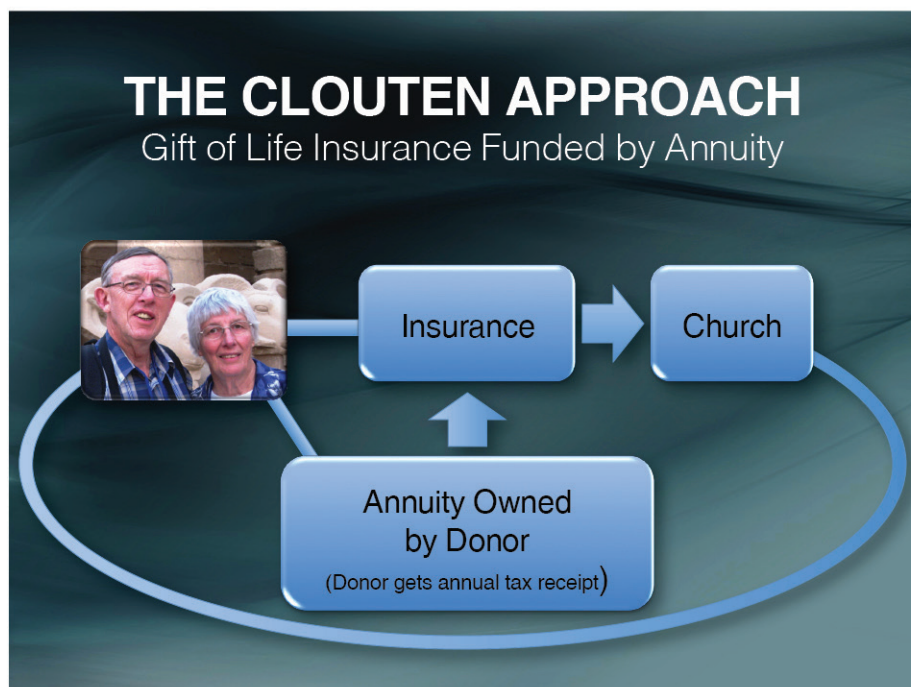 THE CLOUTEN APPROACH
Gift of Life Insurance Funded by Annuity
Insurance
Church
Annuity Owned
by Donor
(Donor gets annual tax receipt)